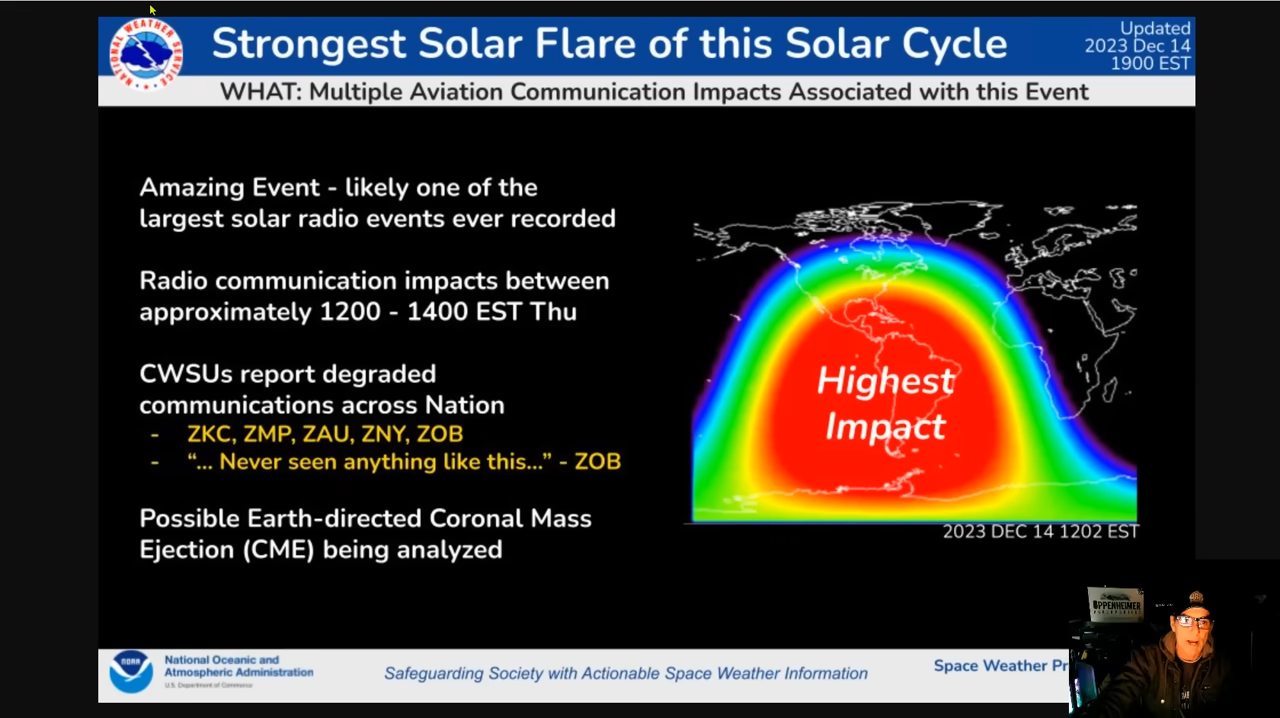 Strongest Solar Flare of this Solar Cycle
Updated
2023 Dec 14
1900 EST
NATIONAL WEATHER SERVICE
WHAT: Multiple Aviation Communication Impacts Associated with this Event
Amazing Event - likely one of the
largest solar radio events ever recorded
Radio communication impacts between
approximately 1200 - 1400 EST Thu
CWSUs report degraded
communications across Nation
- ZKC, ZMP, ZAU, ZNY, ZOB
- “... Never seen anything like this...” - ZOB
Possible Earth-directed Coronal Mass
Ejection (CME) being analyzed
Highest
Impact
2023 DEC 14 1202 EST
OPPENHEIMER
NOAA
National Oceanic and
Atmospheric Administration
U.S. Department of Commerce
Safeguarding Society with Actionable Space Weather Information
Space Weather Pr